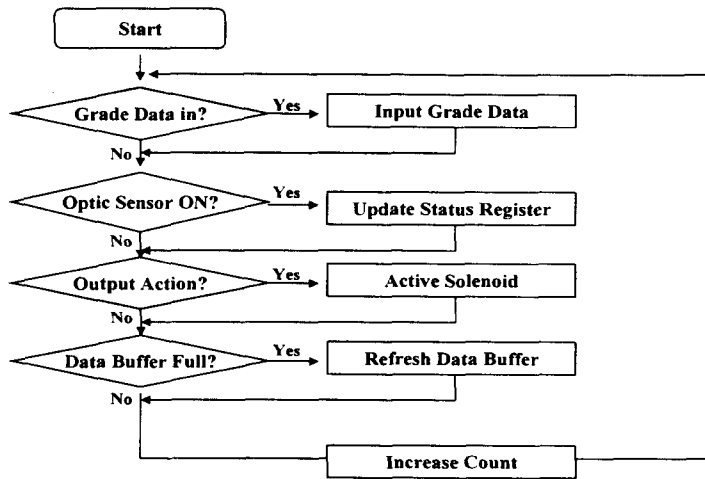 Start
Grade Data in?
Yes
Input Grade Data
No
Optic Sensor ON?
Yes
Update Status Register
No
Output Action?
Yes
Active Solenoid
No
Data Buffer Full?
Yes
Refresh Data Buffer
No
Increase Count